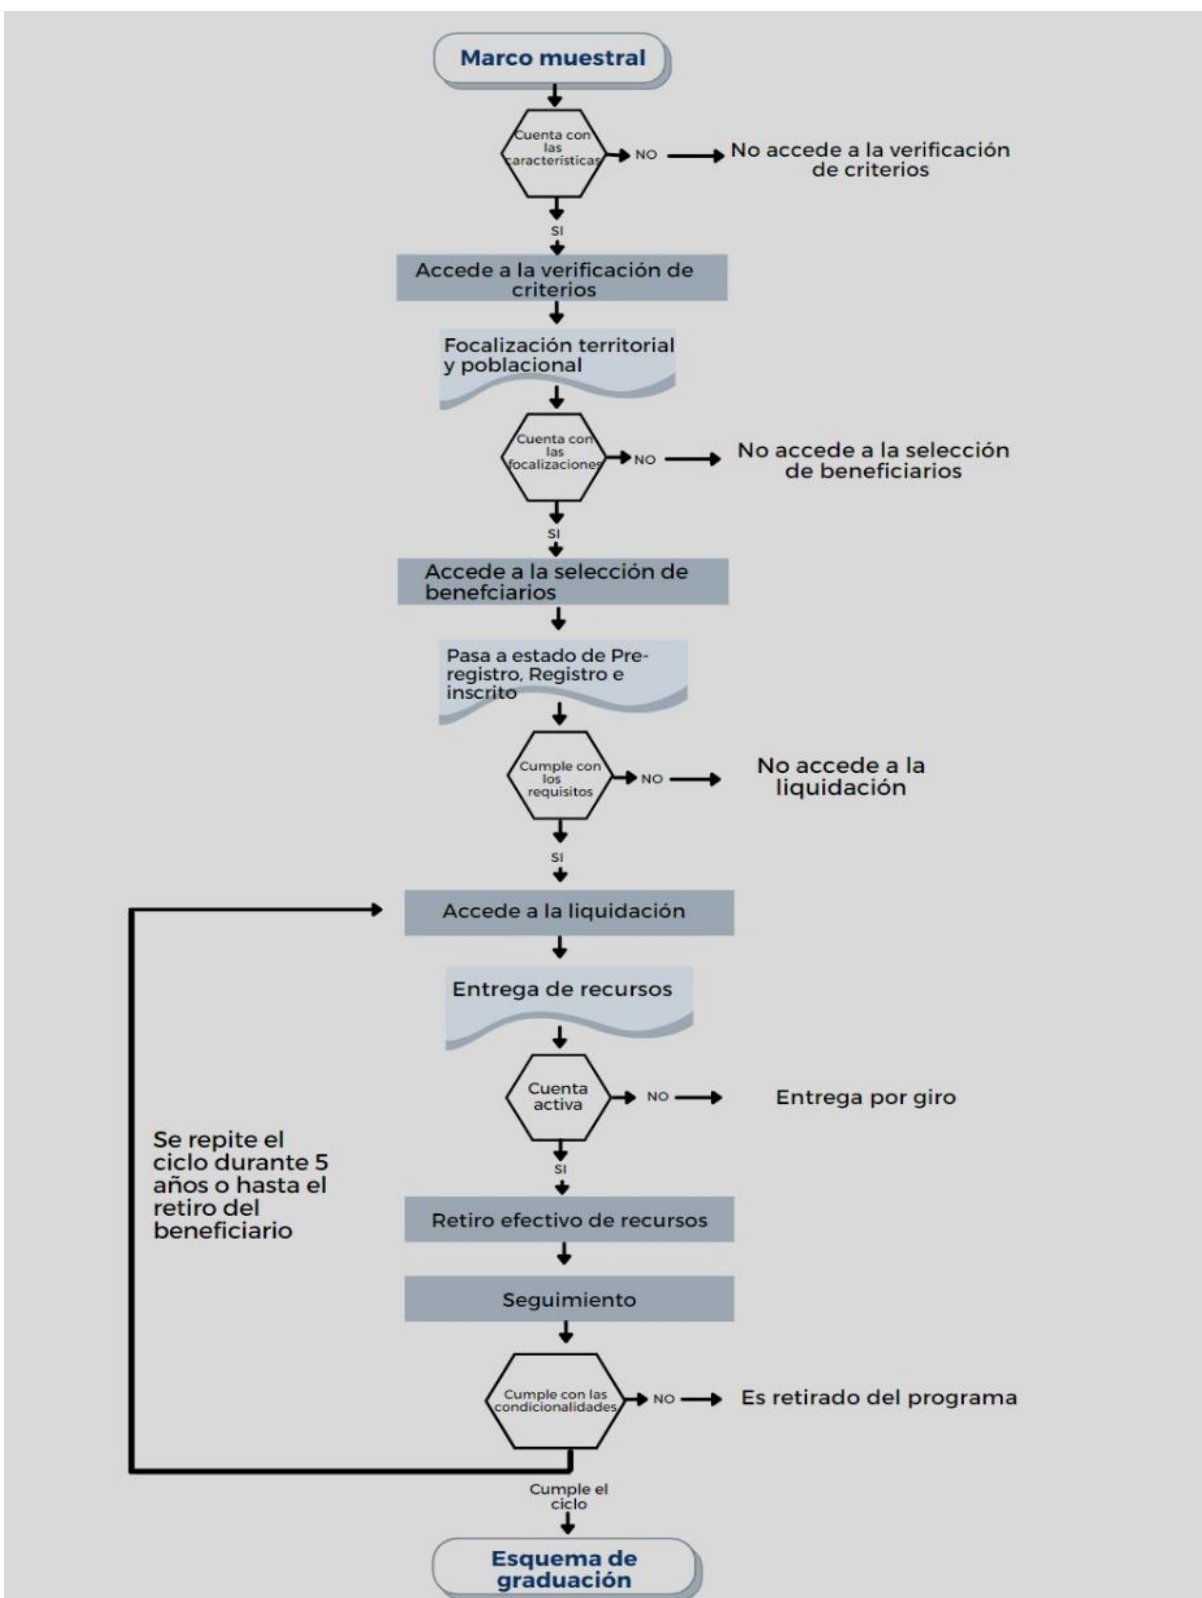 Marco muestral
Cuenta con
las
características
NO
No accede a la verificación
de criterios
SI
Accede a la verificación de
criterios
Focalización territorial
y poblacional
Cuenta con
las
focalizaciones
NO
No accede a la selección
de beneficiarios
SI
Accede a la selección de
benefciarios
Pasa a estado de Pre-
registro, Registro e
inscrito
Cumple con
los
requisitos
NO
No accede a la
liquidación
SI
Accede a la liquidación
Entrega de recursos
Cuenta
activa
NO
Entrega por giro
SI
Se repite el
ciclo durante 5
años o hasta el
retiro del
beneficiario
Retiro efectivo de recursos
Seguimiento
Cumple con las
condicionalidades
NO
Es retirado del programa
Cumple el
ciclo
Esquema de
graduación